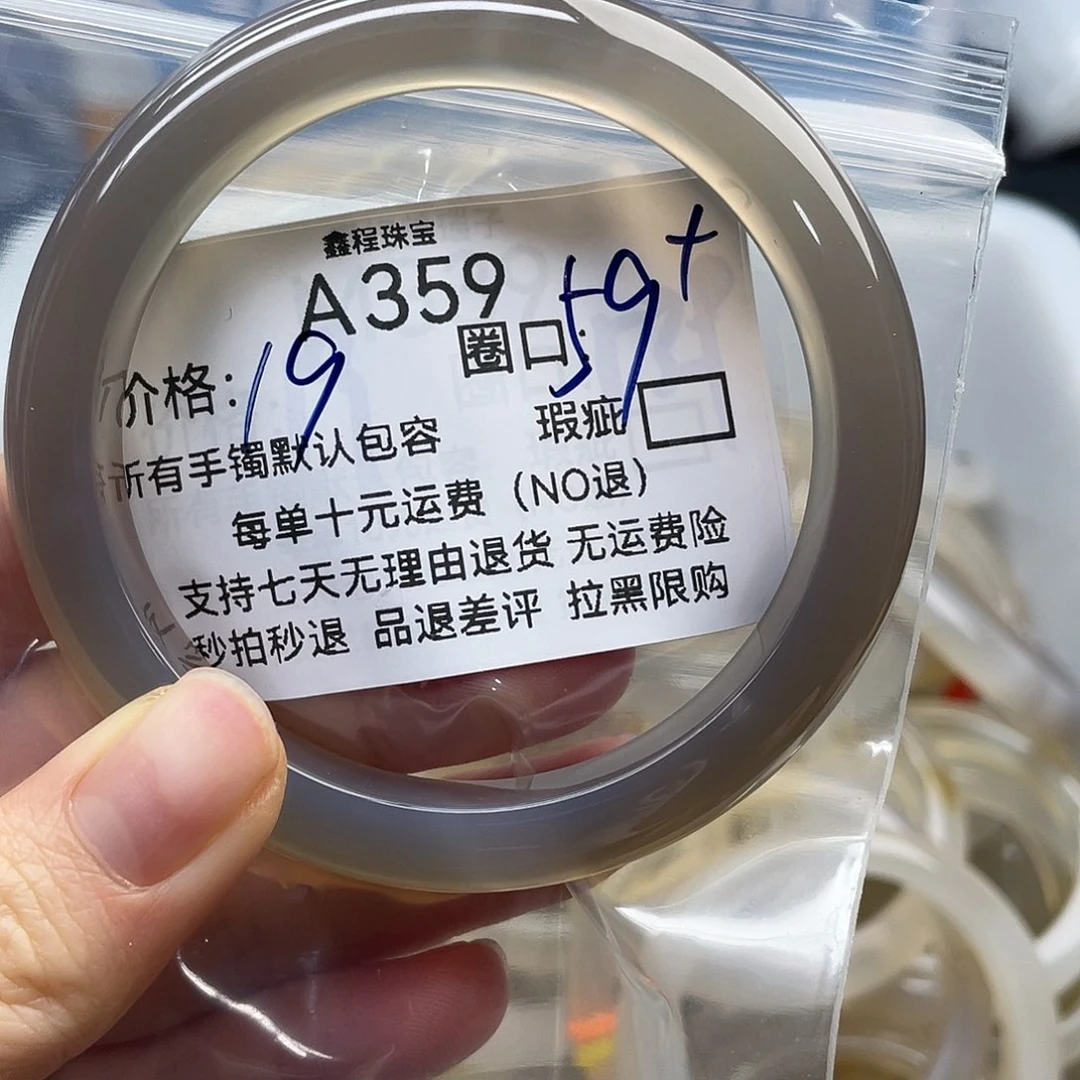 鑫程珠宝
A359
圈口: 59+
价格: 19
瑕疵
所有手镯默认包容
每单十元运费 (NO退)
支持七天无理由退货 无运费险
秒拍秒退 品退差评 拉黑限购